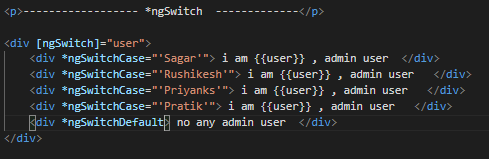 <p>----------------- *ngSwitch  -------------</p>

<div [ngSwitch]="user">
    <div *ngSwitchCase="'Sagar'"> i am {{user}} , admin user  </div>
    <div *ngSwitchCase="'Rushikesh'"> i am {{user}} , admin user   </div>
    <div *ngSwitchCase="'Priyanks'"> i am {{user}} , admin user   </div>
    <div *ngSwitchCase="'Pratik'"> i am {{user}} , admin user  </div>
    <div *ngSwitchDefault> no any admin user  </div>
</div>